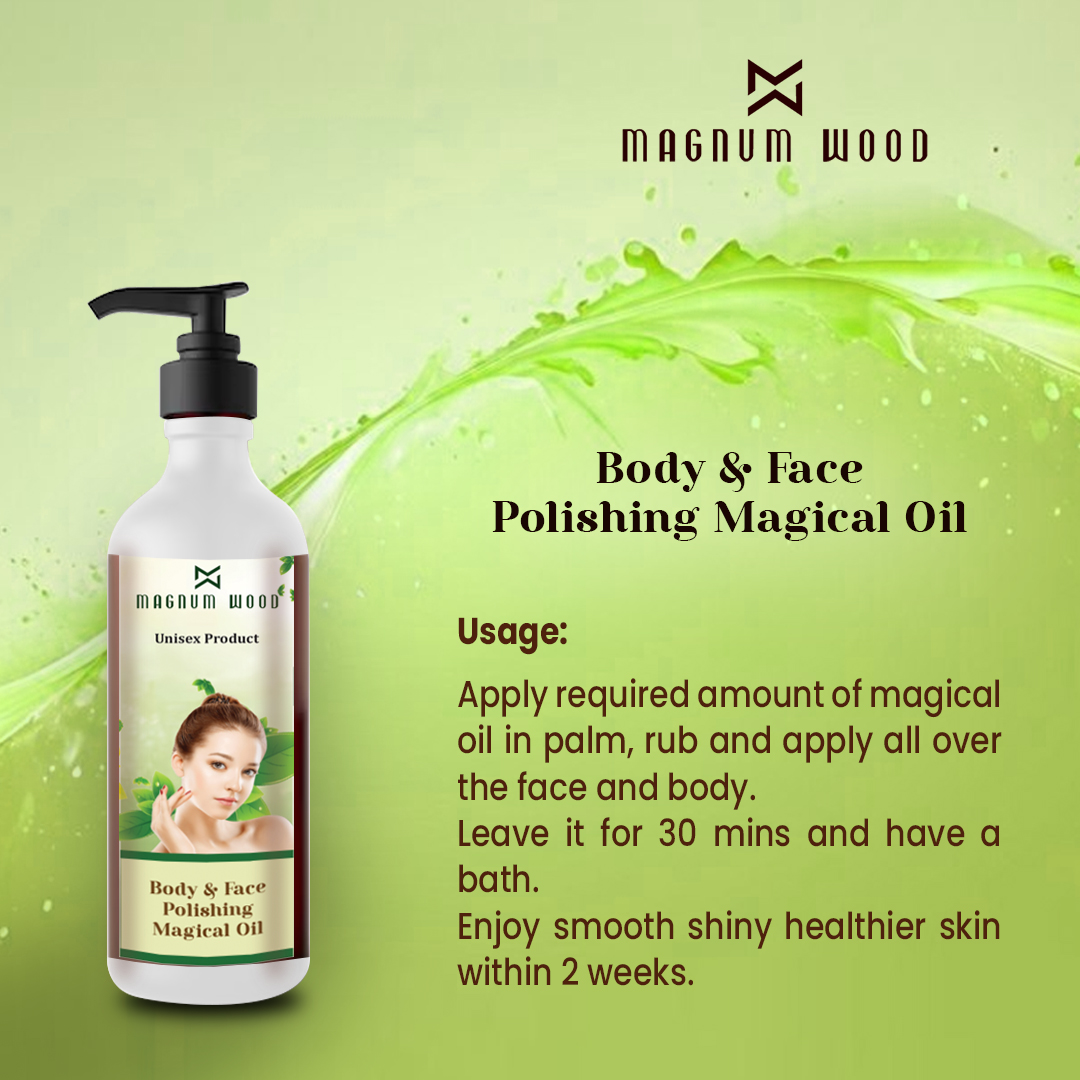 MAGNUM WOOD
Body & Face
Polishing Magical Oil
Usage:
Apply required amount of magical
oil in palm, rub and apply all over
the face and body.
Leave it for 30 mins and have a
bath.
Enjoy smooth shiny healthier skin
within 2 weeks.
MAGNUM WOOD
Unisex Product
Body & Face
Polishing
Magical Oil